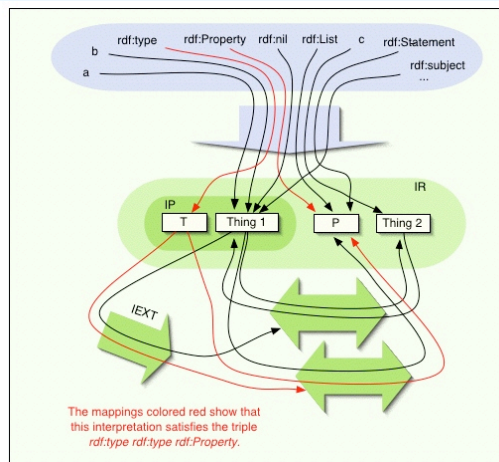 rdf:type rdf:Property rdf:nil rdf:List c rdf:Statement
b
a
rdf:subject
...
IR
IP
T Thing 1 P Thing 2
IEXT
The mappings colored red show that
this interpretation satisfies the triple
rdf:type rdf:type rdf:Property.